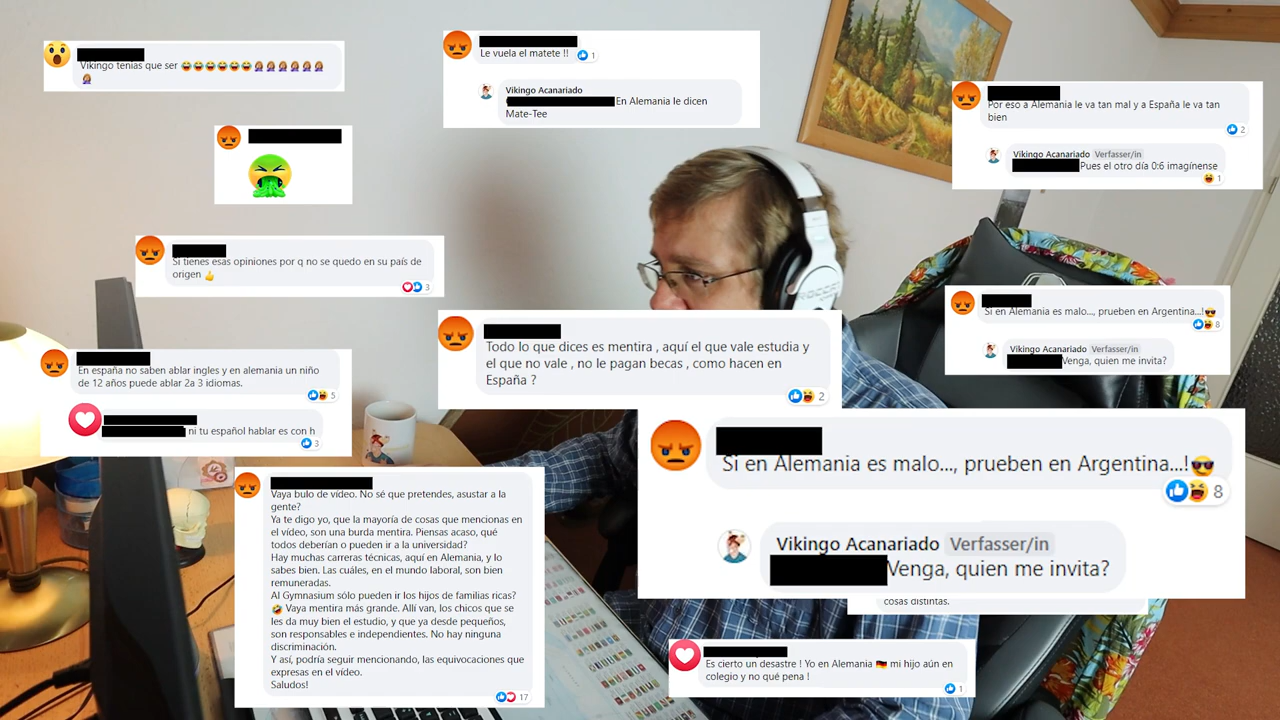 Vikingo tenías que ser 😂😂😂😂😂😂🤦🏼‍♀️🤦🏼‍♀️🤦🏼‍♀️🤦🏼‍♀️🤦🏼‍♀️🤦🏼‍♀️
🤦🏼‍♀️
Le vuela el matete !! 1
Vikingo Acanariado
En Alemania le dicen
Mate-Tee
Por eso a Alemania le va tan mal y a España le va tan
bien
2
Vikingo Acanariado Verfasser/in
Pues el otro día 0:6 imagínense
1
Si tienes esas opiniones por q no se quedo en su país de
origen 👍
3
Si en Alemania es malo..., prueben en Argentina...!😎
8
Vikingo Acanariado Verfasser/in
Venga, quien me invita?
Todo lo que dices es mentira , aquí el que vale estudia y
el que no vale , no le pagan becas , como hacen en
España ?
2
En españa no saben ablar ingles y en alemania un niño
de 12 años puede ablar 2a 3 idiomas.
5
ni tu español hablar es con h
3
Si en Alemania es malo..., prueben en Argentina...!😎
8
Vikingo Acanariado Verfasser/in
Venga, quien me invita?
cosas distintas.
Vaya bulo de vídeo. No sé que pretendes, asustar a la
gente?
Ya te digo yo, que la mayoría de cosas que mencionas en
el vídeo, son una burda mentira. Piensas acaso, qué
todos deberían o pueden ir a la universidad?
Hay muchas carreras técnicas, aquí en Alemania, y lo
sabes bien. Las cuáles, en el mundo laboral, son bien
remuneradas.
Al Gymnasium sólo pueden ir los hijos de familias ricas?
🤣 Vaya mentira más grande. Allí van, los chicos que se
les da muy bien el estudio, y que ya desde pequeños,
son responsables e independientes. No hay ninguna
discriminación.
Y así, podría seguir mencionando, las equivocaciones que
expresas en el vídeo.
Saludos!
17
Es cierto un desastre ! Yo en Alemania 🇩🇪 mi hijo aún en
colegio y no qué pena !
1